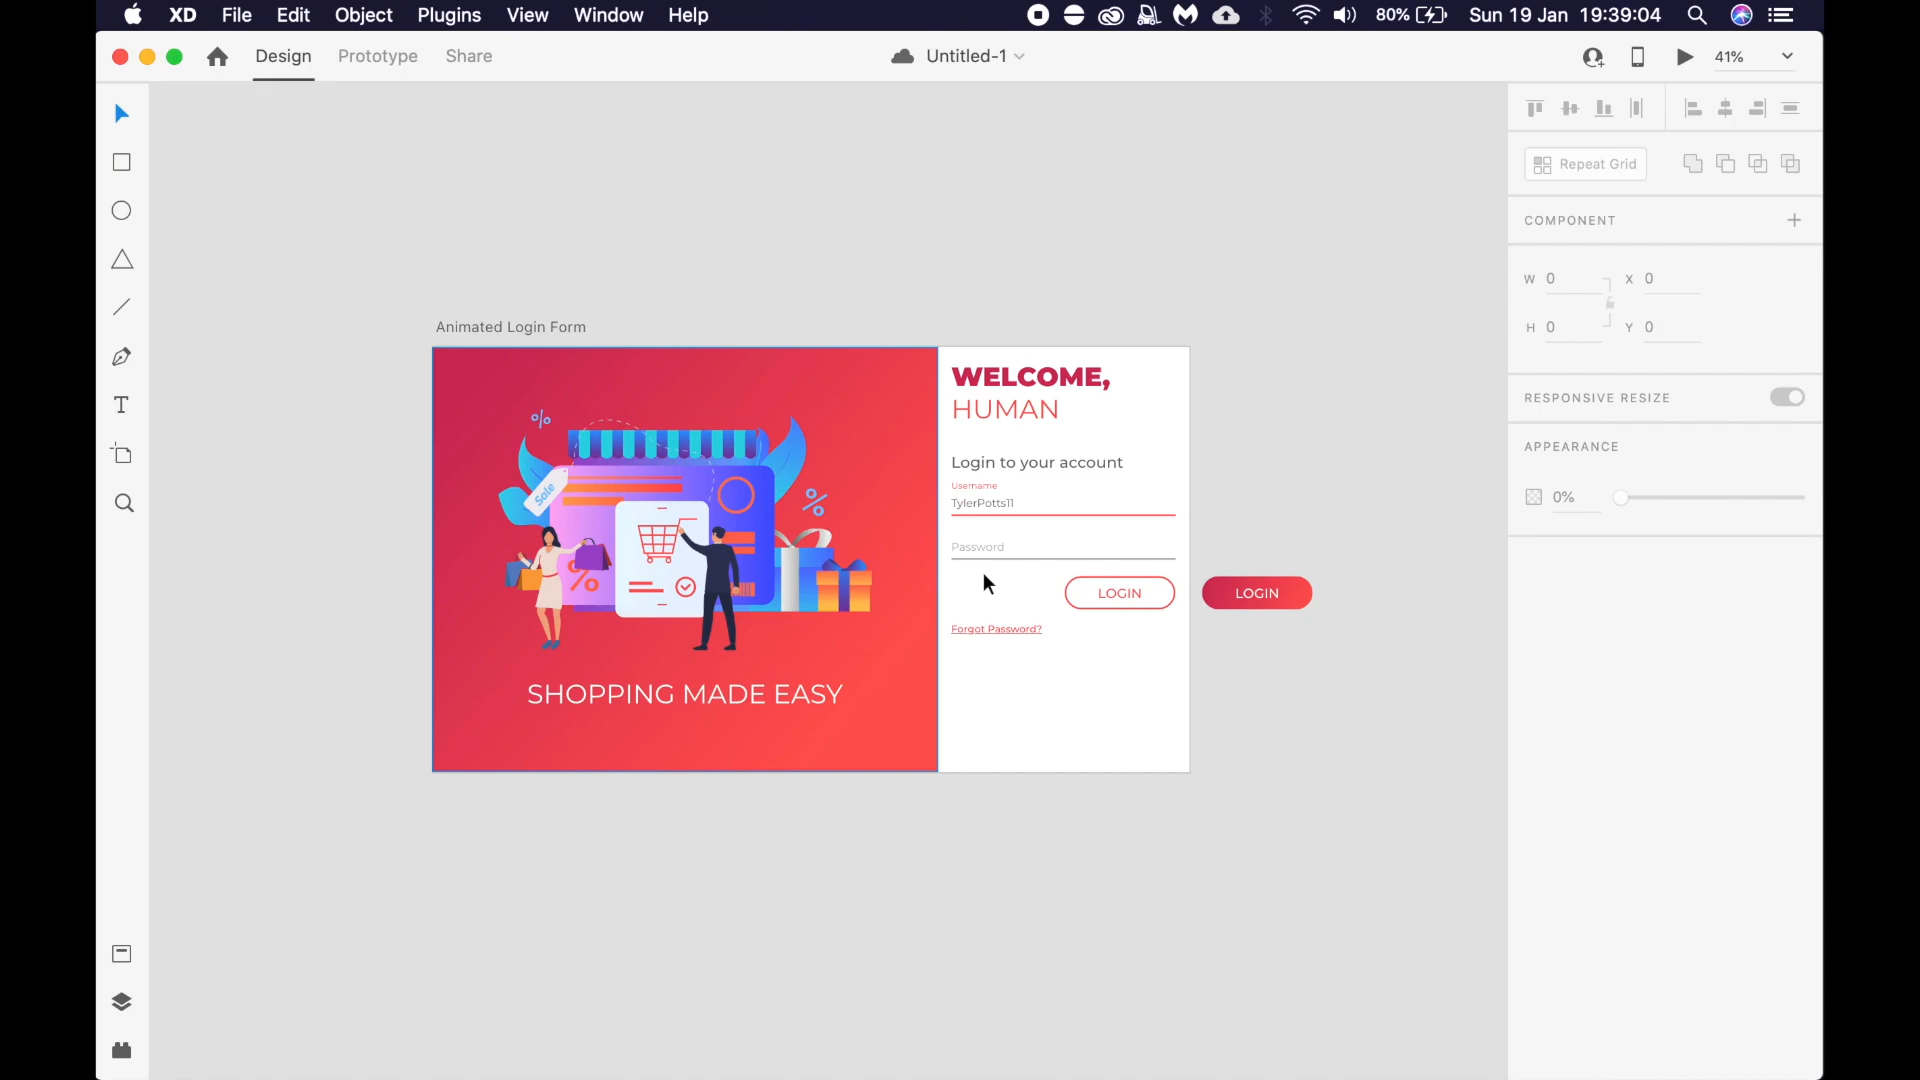 XD File Edit Object Plugins View Window Help 80% Sun 19 Jan 19:39:04
Design Prototype Share Untitled-1 41%
Repeat Grid
COMPONENT
W 0 X 0
H 0 Y 0
RESPONSIVE RESIZE
APPEARANCE
0%
Animated Login Form
%
Sale
%
%
SHOPPING MADE EASY
WELCOME,
HUMAN
Login to your account
Username
TylerPotts11
Password
LOGIN
LOGIN
Forgot Password?